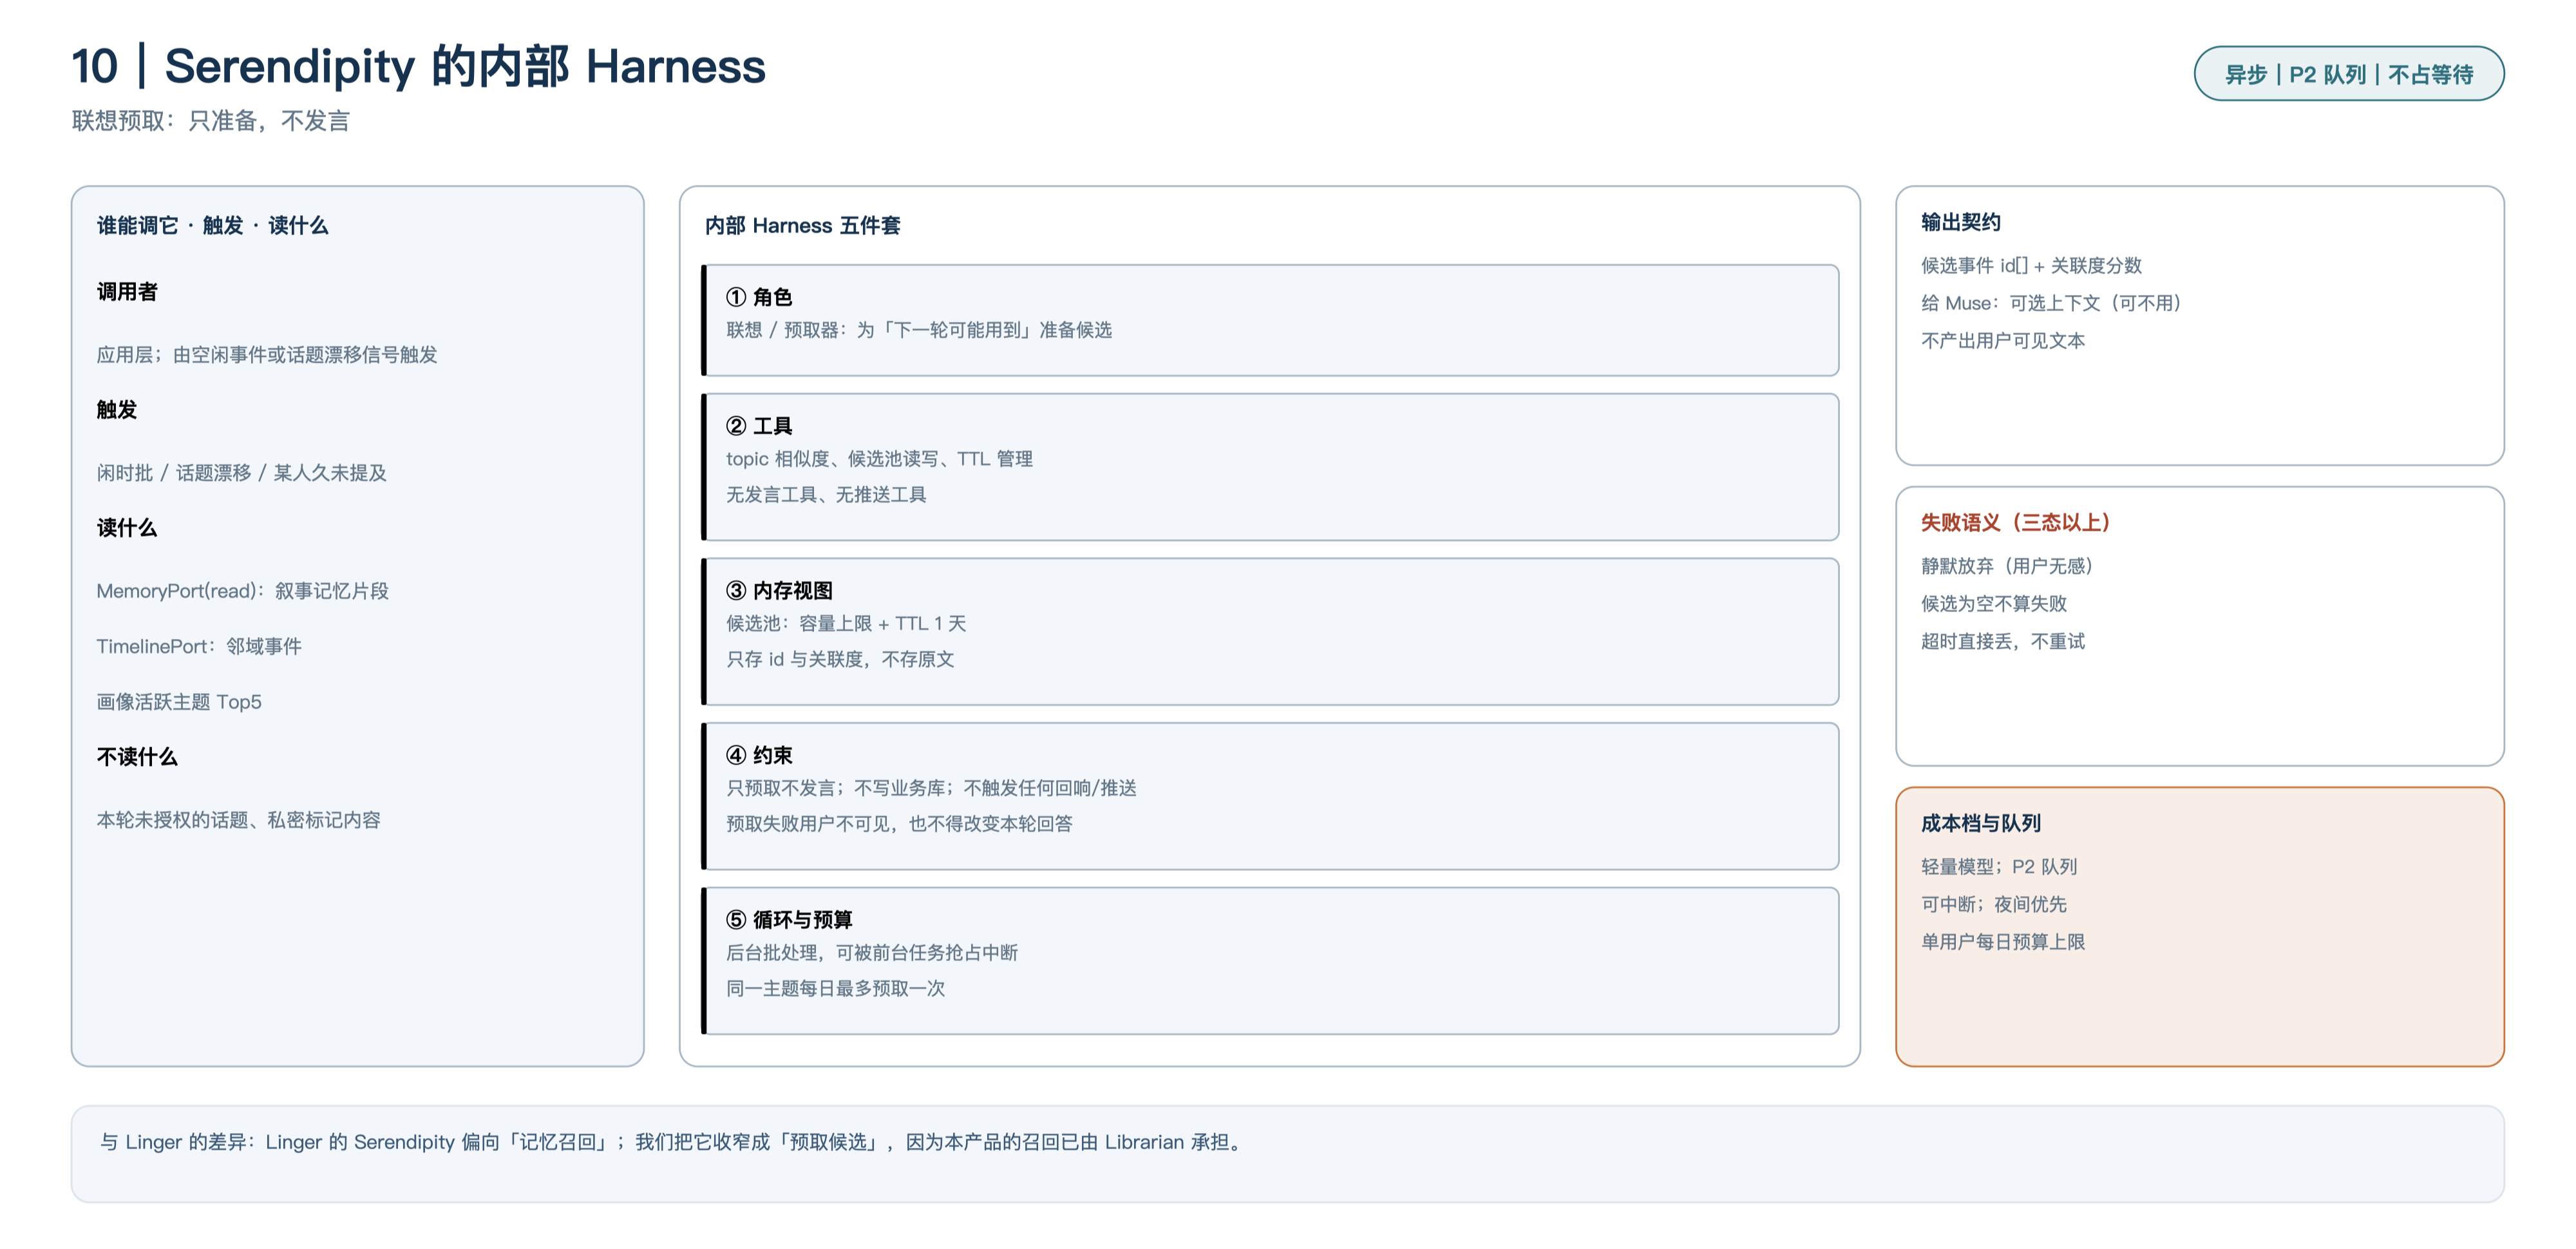 10｜Serendipity 的内部 Harness
异步｜P2 队列｜不占等待
联想预取：只准备，不发言
谁能调它 · 触发 · 读什么
调用者
应用层；由空闲事件或话题漂移信号触发
触发
闲时批 / 话题漂移 / 某人久未提及
读什么
MemoryPort(read)：叙事记忆片段
TimelinePort：邻域事件
画像活跃主题 Top5
不读什么
本轮未授权的话题、私密标记内容
内部 Harness 五件套
① 角色
联想 / 预取器：为「下一轮可能用到」准备候选
② 工具
topic 相似度、候选池读写、TTL 管理
无发言工具、无推送工具
③ 内存视图
候选池：容量上限 + TTL 1 天
只存 id 与关联度，不存原文
④ 约束
只预取不发言；不写业务库；不触发任何回响/推送
预取失败用户不可见，也不得改变本轮回答
⑤ 循环与预算
后台批处理，可被前台任务抢占中断
同一主题每日最多预取一次
输出契约
候选事件 id[] + 关联度分数
给 Muse：可选上下文（可不用）
不产出用户可见文本
失败语义（三态以上）
静默放弃（用户无感）
候选为空不算失败
超时直接丢，不重试
成本档与队列
轻量模型；P2 队列
可中断；夜间优先
单用户每日预算上限
与 Linger 的差异：Linger 的 Serendipity 偏向「记忆召回」；我们把它收窄成「预取候选」，因为本产品的召回已由 Librarian 承担。